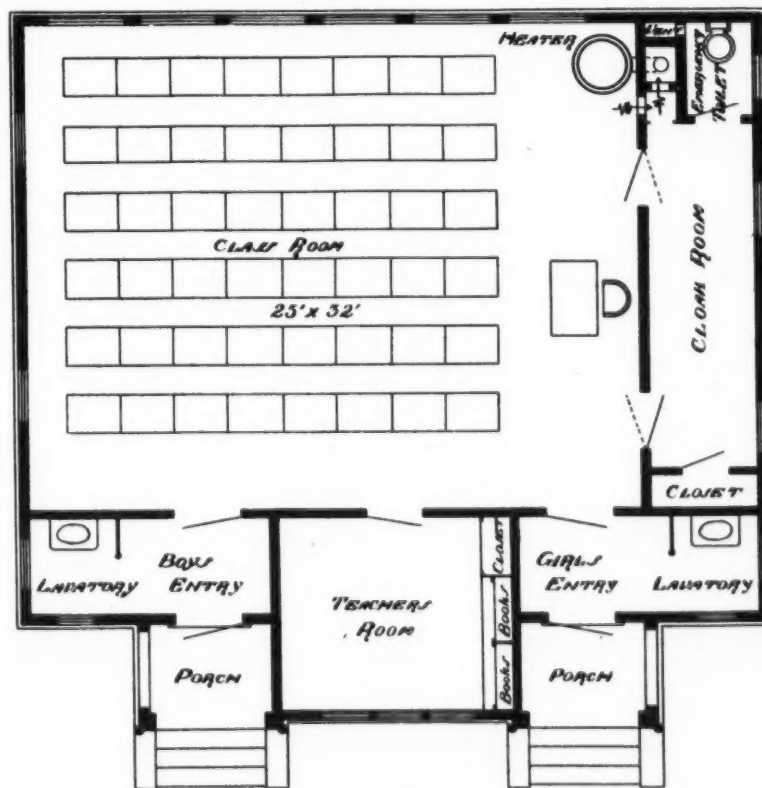 HEATER
VENT
EMERGENCY
TOILET
CLASS ROOM
25' x 32'
CLOAK ROOM
CLOSET
LAVATORY
BOYS
ENTRY
TEACHERS
ROOM
CLOSET
BOOKS
BOOKS
GIRLS
ENTRY
LAVATORY
PORCH
PORCH